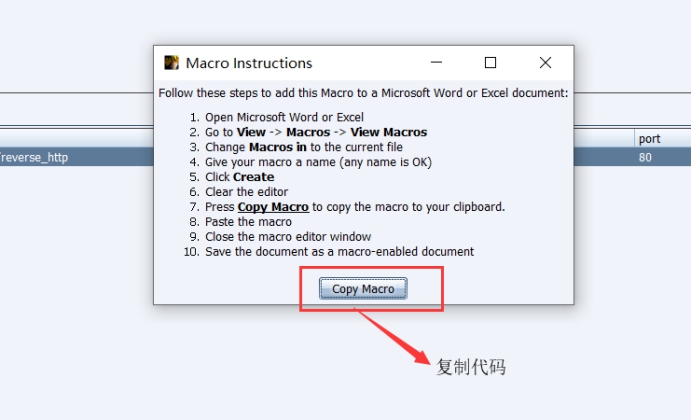 Macro Instructions
Follow these steps to add this Macro to a Microsoft Word or Excel document:
1. Open Microsoft Word or Excel
2. Go to View -> Macros -> View Macros
3. Change Macros in to the current file
4. Give your macro a name (any name is OK)
5. Click Create
6. Clear the editor
7. Press Copy Macro to copy the macro to your clipboard.
8. Paste the macro
9. Close the macro editor window
10. Save the document as a macro-enabled document
Copy Macro
port
/reverse_http 80
复制代码